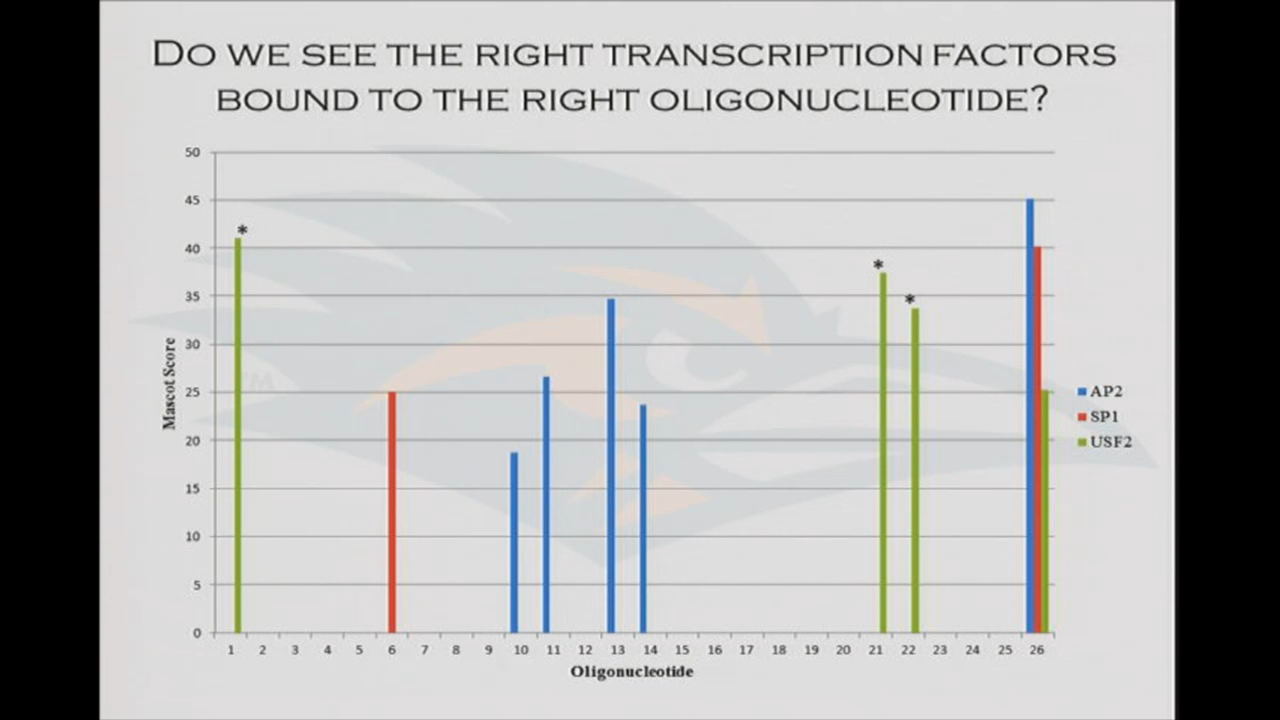 DO WE SEE THE RIGHT TRANSCRIPTION FACTORS
BOUND TO THE RIGHT OLIGONUCLEOTIDE?
50
45
40
35
30
25
20
15
10
5
0
Mascot Score
*
*
*
TM
AP2
SP1
USF2
1 2 3 4 5 6 7 8 9 10 11 12 13 14 15 16 17 18 19 20 21 22 23 24 25 26
Oligonucleotide